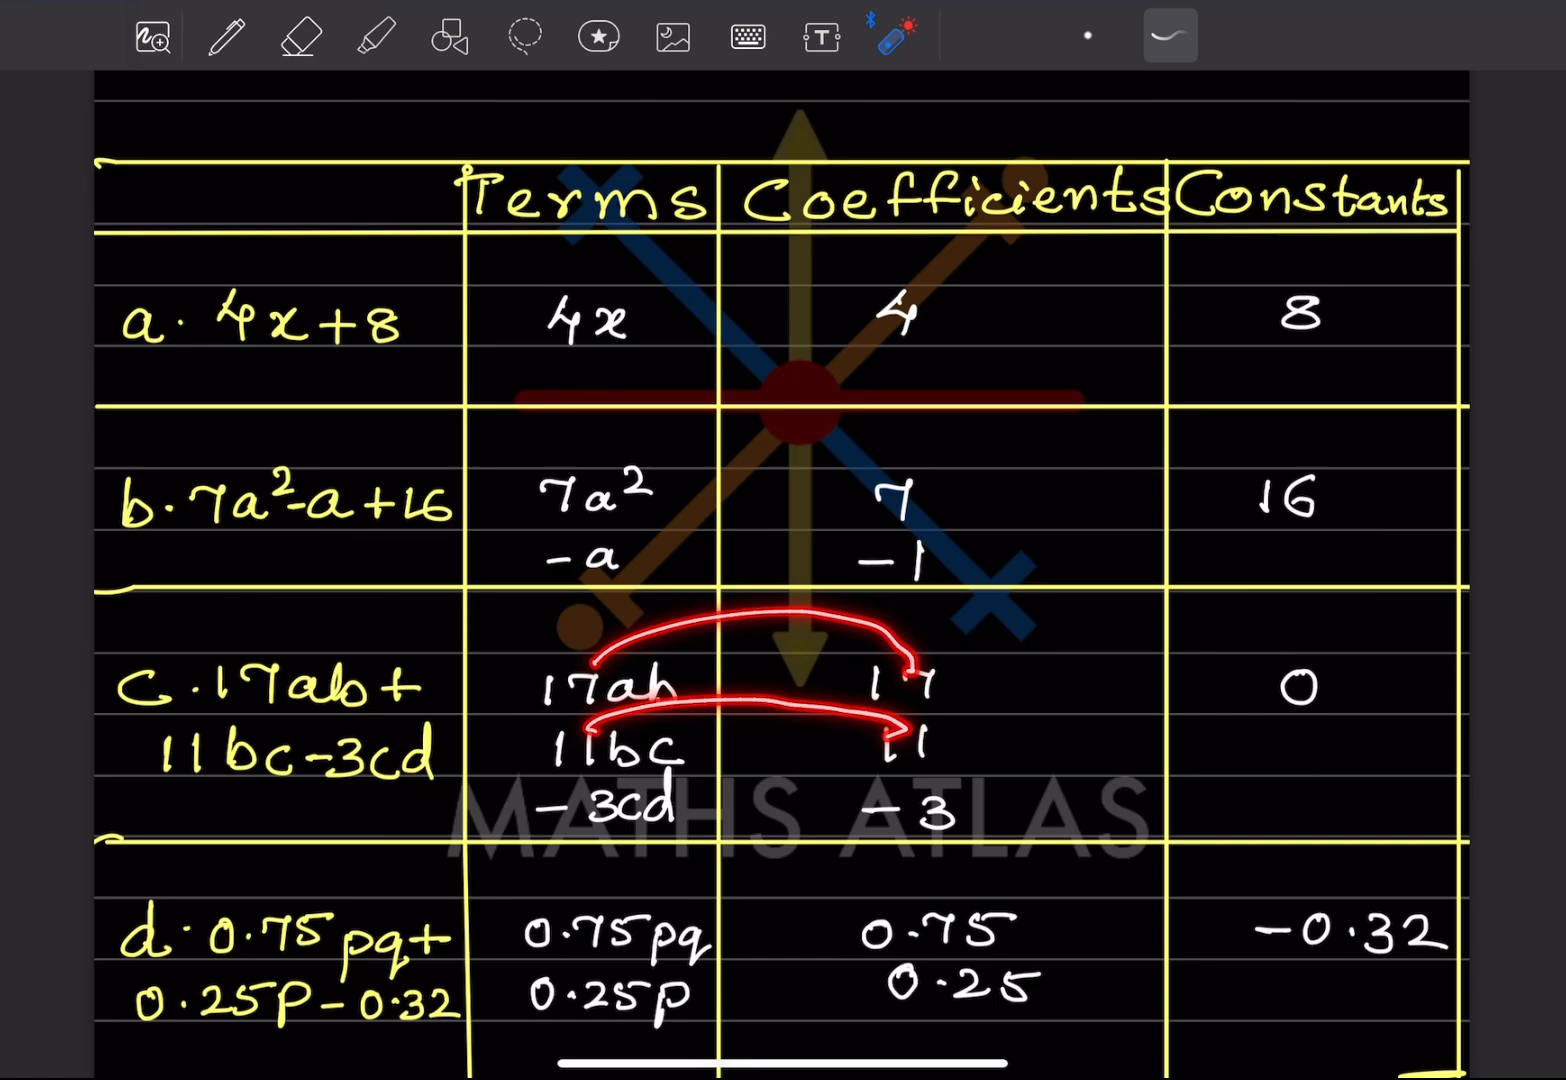 Terms Coefficients Constants
a. 4x+8 4x 4 8
b. 7a²-a+16 7a² 7 16
-a -1
c. 17ab+ 17ab 17 0
11bc-3cd 11bc 11
-3cd -3
MATHS ATLAS
d. 0.75pq+ 0.75pq 0.75 -0.32
0.25p-0.32 0.25p 0.25